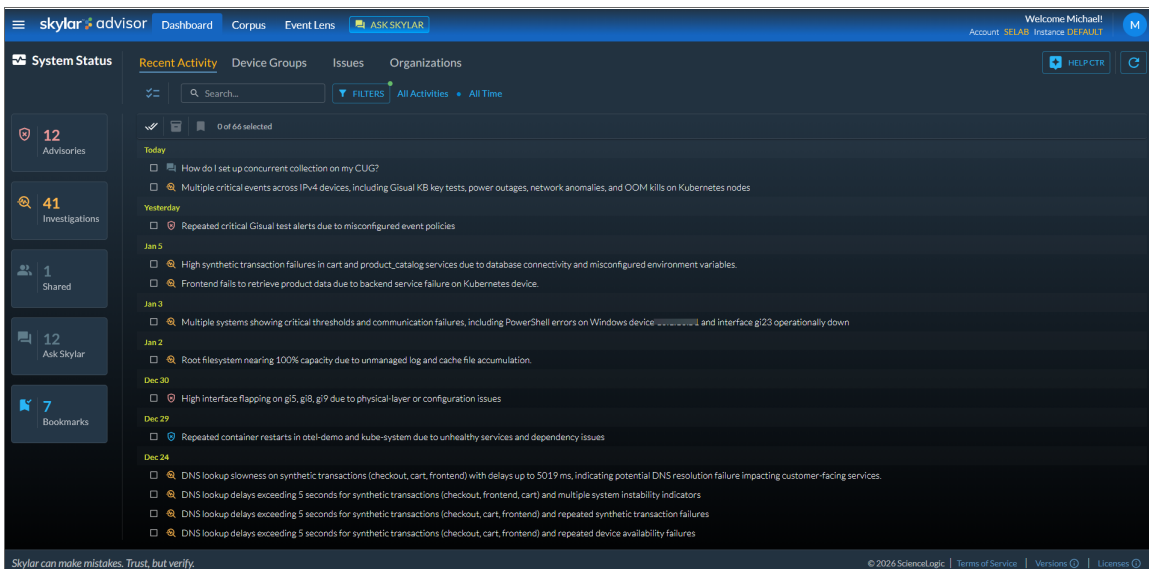 skylar advisor Dashboard Corpus Event Lens ASK SKYLAR
Welcome Michael!
Account SELAB Instance DEFAULT
M
System Status
Recent Activity Device Groups Issues Organizations
HELP CTR
Search... FILTERS All Activities • All Time
12
Advisories
41
Investigations
1
Shared
12
Ask Skylar
7
Bookmarks
0 of 66 selected
Today
How do I set up concurrent collection on my CUG?
Multiple critical events across IPv4 devices, including Gisual KB key tests, power outages, network anomalies, and OOM kills on Kubernetes nodes
Yesterday
Repeated critical Gisual test alerts due to misconfigured event policies
Jan 5
High synthetic transaction failures in cart and product_catalog services due to database connectivity and misconfigured environment variables.
Frontend fails to retrieve product data due to backend service failure on Kubernetes device.
Jan 3
Multiple systems showing critical thresholds and communication failures, including PowerShell errors on Windows device and interface gi23 operationally down
Jan 2
Root filesystem nearing 100% capacity due to unmanaged log and cache file accumulation.
Dec 30
High interface flapping on gi5, gi8, gi9 due to physical-layer or configuration issues
Dec 29
Repeated container restarts in otel-demo and kube-system due to unhealthy services and dependency issues
Dec 24
DNS lookup slowness on synthetic transactions (checkout, cart, frontend) with delays up to 5019 ms, indicating potential DNS resolution failure impacting customer-facing services.
DNS lookup delays exceeding 5 seconds for synthetic transactions (checkout, frontend, cart) and multiple system instability indicators
DNS lookup delays exceeding 5 seconds for synthetic transactions (checkout, cart, frontend) and repeated synthetic transaction failures
DNS lookup delays exceeding 5 seconds for synthetic transactions (checkout, cart, frontend) and repeated device availability failures
Skylar can make mistakes. Trust, but verify.
© 2026 ScienceLogic | Terms of Service | Versions | Licenses